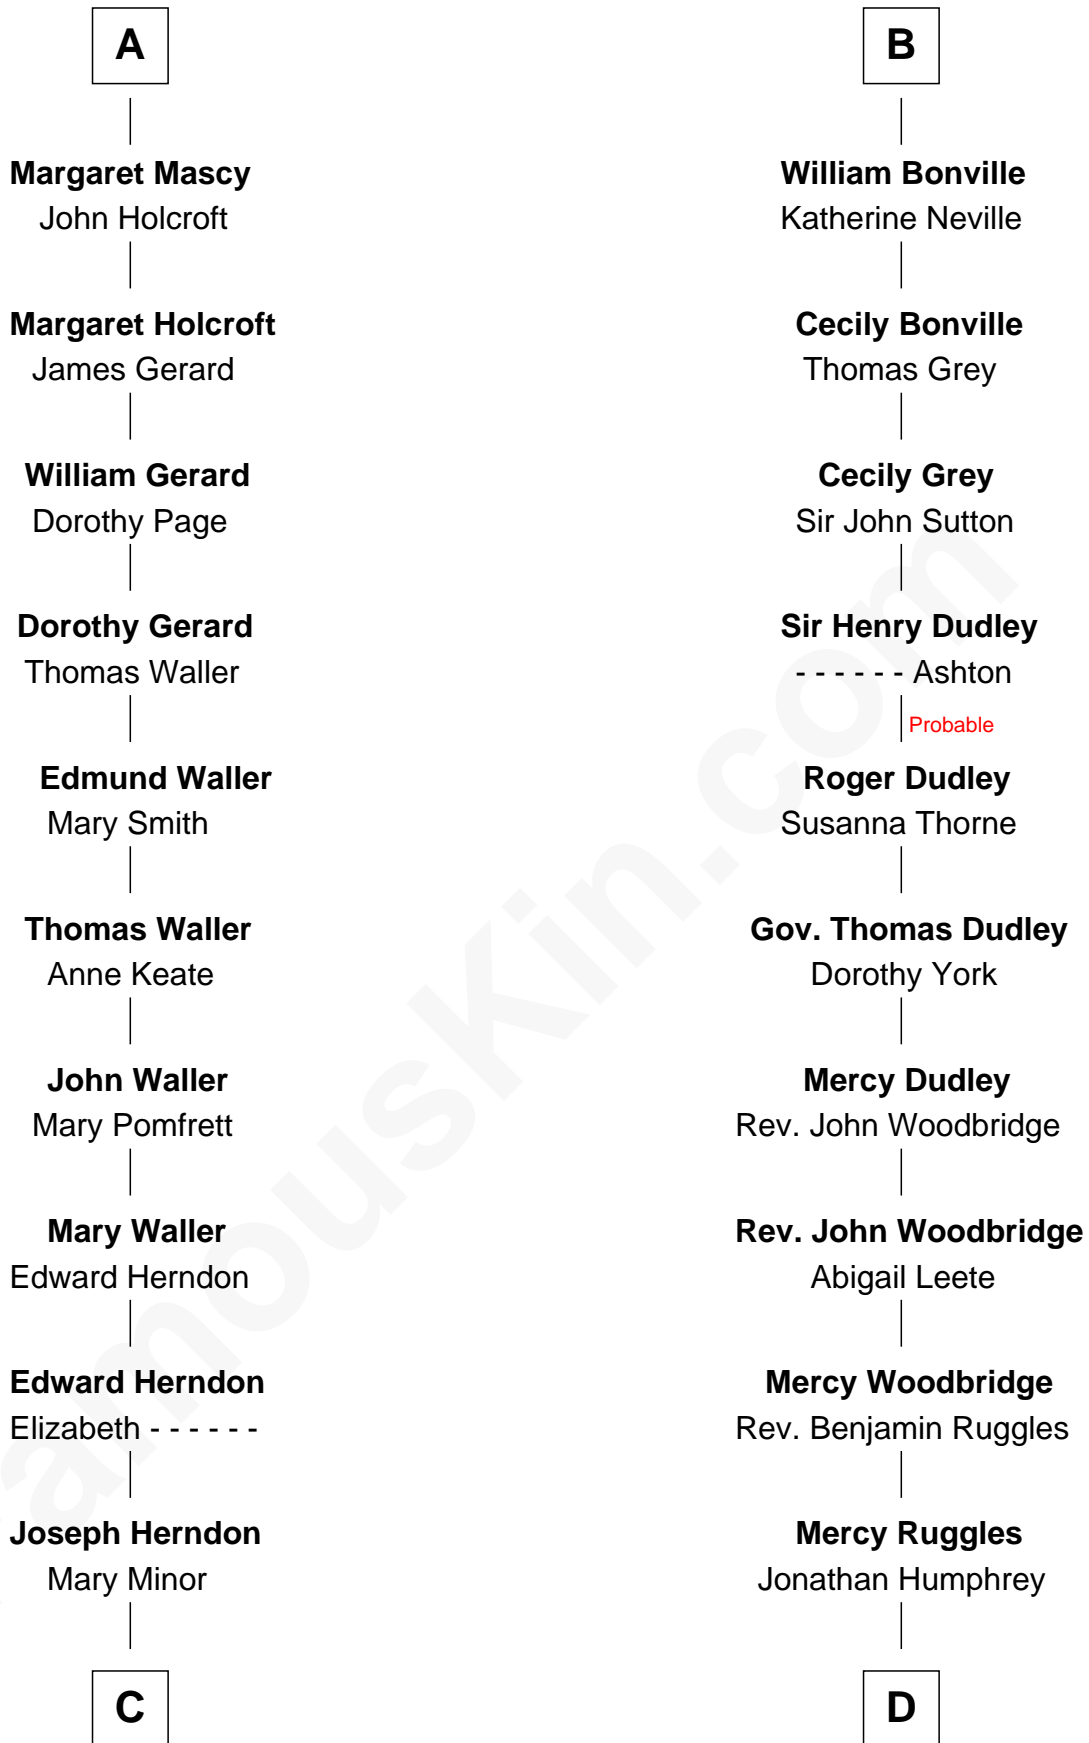 A
Margaret Mascy
John Holcroft
Margaret Holcroft
James Gerard
William Gerard
Dorothy Page
Dorothy Gerard
Thomas Waller
Edmund Waller
Mary Smith
Thomas Waller
Anne Keate
John Waller
Mary Pomfrett
Mary Waller
Edward Herndon
Edward Herndon
Elizabeth - - - - - -
Joseph Herndon
Mary Minor
C
B
William Bonville
Katherine Neville
Cecily Bonville
Thomas Grey
Cecily Grey
Sir John Sutton
Sir Henry Dudley
- - - - - - Ashton
Probable
Roger Dudley
Susanna Thorne
Gov. Thomas Dudley
Dorothy York
Mercy Dudley
Rev. John Woodbridge
Rev. John Woodbridge
Abigail Leete
Mercy Woodbridge
Rev. Benjamin Ruggles
Mercy Ruggles
Jonathan Humphrey
D
amouskin.com